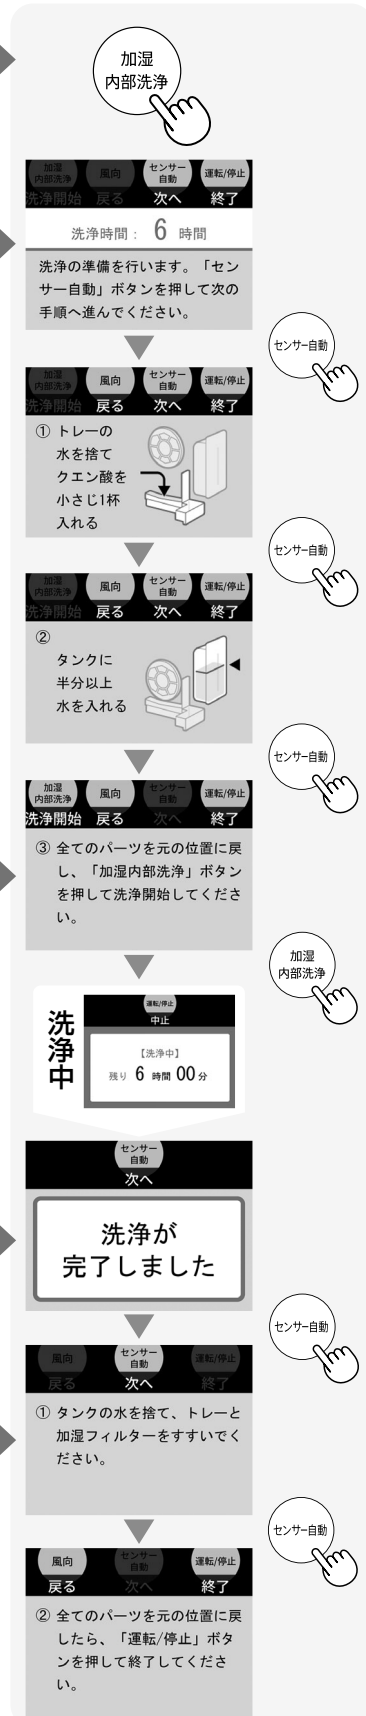 加湿
内部洗浄
加湿
内部洗浄
風向
センサー
自動
運転/停止
洗浄開始 戻る 次へ 終了
洗浄時間： 6 時間
洗浄の準備を行います。「セン
サー自動」ボタンを押して次の
手順へ進んでください。
センサー自動
加湿
内部洗浄
風向
センサー
自動
運転/停止
洗浄開始 戻る 次へ 終了
① トレーの
水を捨て
クエン酸を
小さじ1杯
入れる
センサー自動
加湿
内部洗浄
風向
センサー
自動
運転/停止
洗浄開始 戻る 次へ 終了
②
タンクに
半分以上
水を入れる
センサー自動
加湿
内部洗浄
風向
センサー
自動
運転/停止
洗浄開始 戻る 次へ 終了
③ 全てのパーツを元の位置に戻
し、「加湿内部洗浄」ボタン
を押して洗浄開始してくださ
い。
加湿
内部洗浄
洗浄中
運転/停止
中止
【洗浄中】
残り 6 時間 00 分
センサー
自動
次へ
洗浄が
完了しました
センサー自動
風向
センサー
自動
運転/停止
戻る 次へ 終了
① タンクの水を捨て、トレーと
加湿フィルターをすすいでく
ださい。
センサー自動
風向
センサー
自動
運転/停止
戻る 次へ 終了
② 全てのパーツを元の位置に戻
したら、「運転/停止」ボタ
ンを押して終了してくださ
い。